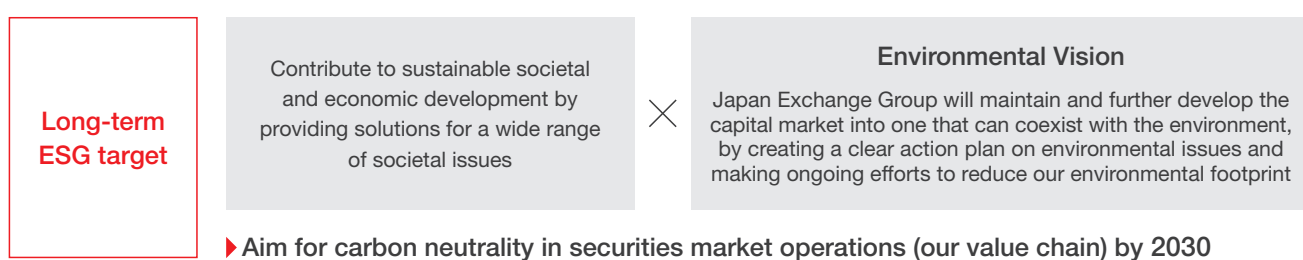 Long-term
ESG target
Contribute to sustainable societal
and economic development by
providing solutions for a wide range
of societal issues
×
Environmental Vision
Japan Exchange Group will maintain and further develop the
capital market into one that can coexist with the environment,
by creating a clear action plan on environmental issues and
making ongoing efforts to reduce our environmental footprint
Aim for carbon neutrality in securities market operations (our value chain) by 2030